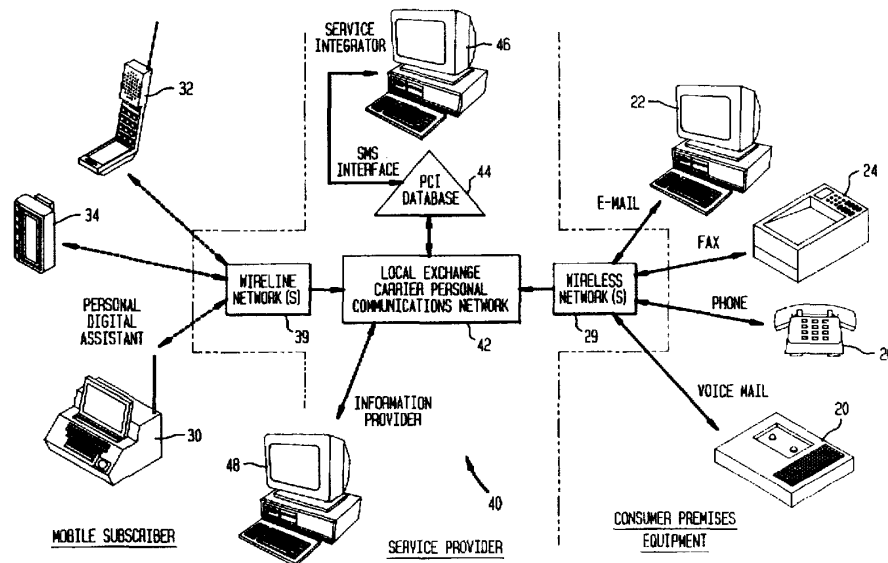 SERVICE
INTEGRATOR
46
32
22
SMS
INTERFACE
44
PCI
DATABASE
24
34
E-MAIL
FAX
WIRELINE
NETWORK(S)
39
LOCAL EXCHANGE
CARRIER PERSONAL
COMMUNICATIONS NETWORK
42
WIRELESS
NETWORK(S)
29
PHONE
PERSONAL
DIGITAL
ASSISTANT
VOICE MAIL
20
30
INFORMATION
PROVIDER
48
40
MOBILE SUBSCRIBER
SERVICE PROVIDER
CONSUMER PREMISES
EQUIPMENT